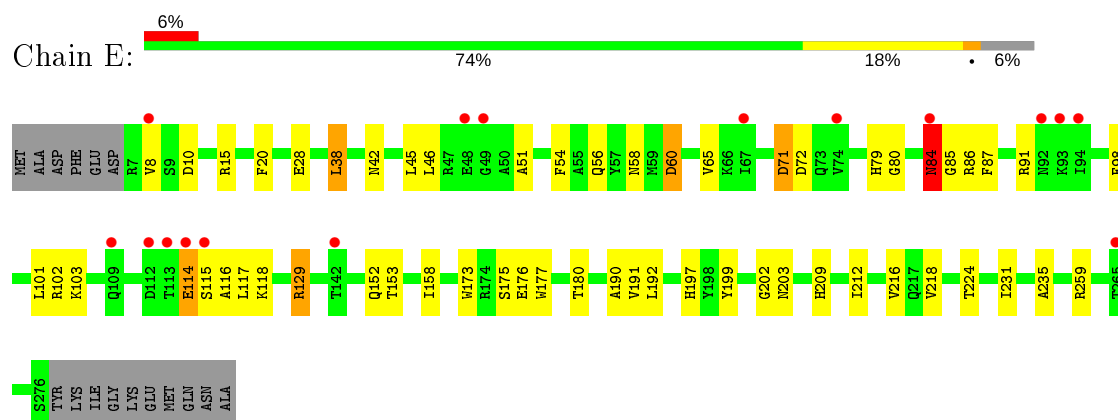 6%
Chain E:
74% 18% • 6%
MET ALA ASP PHE GLU ASP R7 V8 S9 D10 R15 F20 E28 L38 N42 L45 L46 R47 E48 G49 A50 A51 F54 A55 Q56 Y57 N58 M59 D60 V65 K66 I67 D71 D72 Q73 V74 H79 G80 N84 G85 R86 F87 R91 N92 K93 I94 E98
L101 R102 K103 Q109 D112 T113 E114 S115 A116 L117 K118 R129 T142 Q152 T153 I158 W173 R174 S175 E176 W177 T180 A190 V191 L192 H197 Y198 Y199 G202 N203 H209 I212 V216 Q217 V218 T224 I231 A235 R259 T265
S276 TYR LYS ILE GLY LYS GLU MET GLN ASN ALA